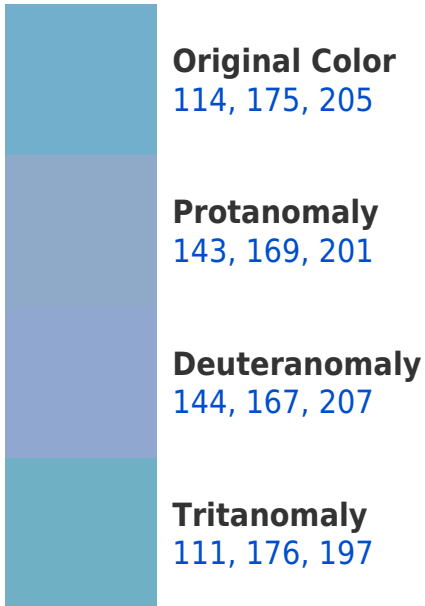 Original Color
114, 175, 205
Protanomaly
143, 169, 201
Deuteranomaly
144, 167, 207
Tritanomaly
111, 176, 197